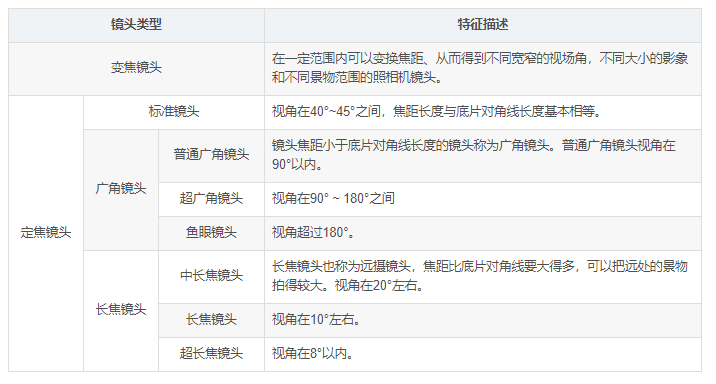 镜头类型
特征描述
变焦镜头
在一定范围内可以变换焦距、从而得到不同宽窄的视场角，不同大小的影象
和不同景物范围的照相机镜头。
定焦镜头
标准镜头
视角在40°~45°之间，焦距长度与底片对角线长度基本相等。
广角镜头
普通广角镜头
镜头焦距小于底片对角线长度的镜头称为广角镜头。普通广角镜头视角在
90°以内。
超广角镜头
视角在90° ~ 180°之间
鱼眼镜头
视角超过180°。
长焦镜头
中长焦镜头
长焦镜头也称为远摄镜头，焦距比底片对角线要大得多，可以把远处的景物
拍得较大。视角在20°左右。
长焦镜头
视角在10°左右。
超长焦镜头
视角在8°以内。